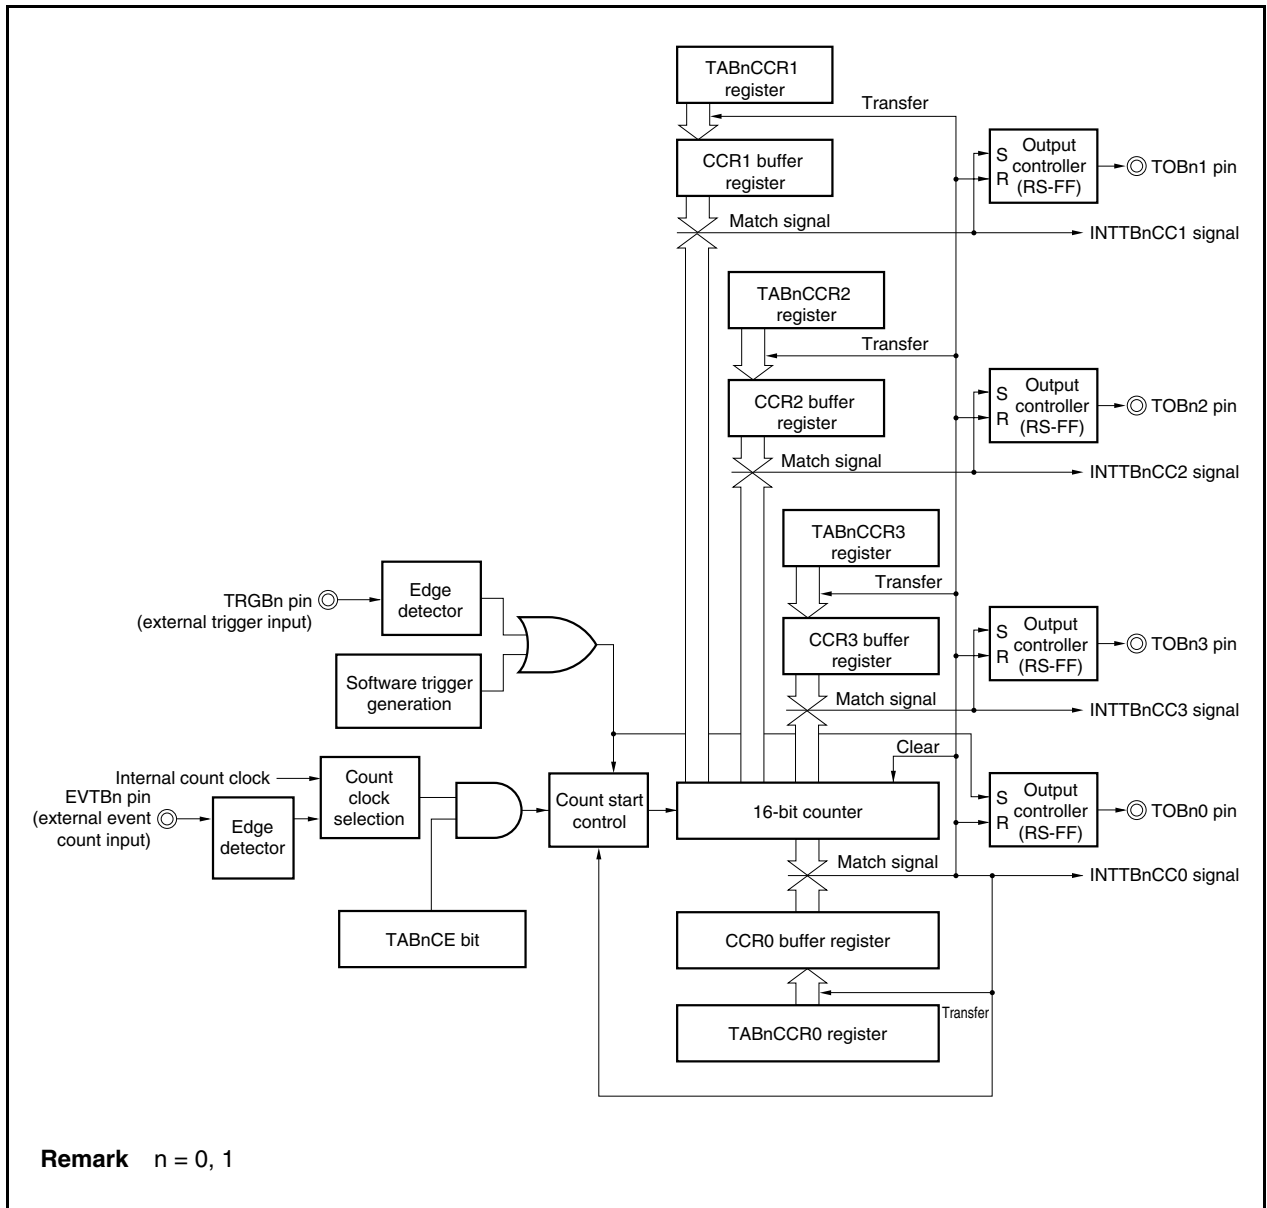 TABnCCR1
register
Transfer
CCR1 buffer
register
S
R
Output
controller
(RS-FF)
TOBn1 pin
Match signal
INTTBnCC1 signal
TABnCCR2
register
Transfer
CCR2 buffer
register
S
R
Output
controller
(RS-FF)
TOBn2 pin
Match signal
INTTBnCC2 signal
TABnCCR3
register
Transfer
TRGBn pin
(external trigger input)
Edge
detector
CCR3 buffer
register
S
R
Output
controller
(RS-FF)
TOBn3 pin
Software trigger
generation
Match signal
INTTBnCC3 signal
Clear
Internal count clock
EVTBn pin
(external event
count input)
Edge
detector
Count
clock
selection
Count start
control
16-bit counter
S
R
Output
controller
(RS-FF)
TOBn0 pin
Match signal
INTTBnCC0 signal
TABnCE bit
CCR0 buffer register
Transfer
TABnCCR0 register
Remark n = 0, 1